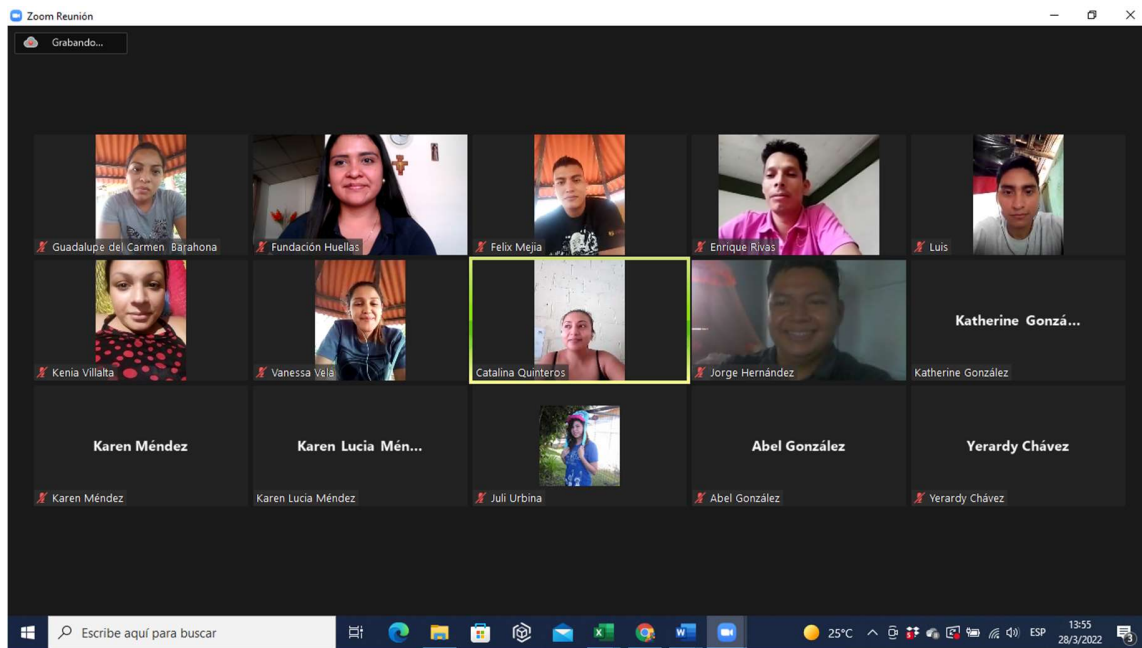 Zoom Reunión
Grabando...
Guadalupe del Carmen Barahona
Fundación Huellas
Felix Mejia
Enrique Rivas
Luis
Kenia Villalta
Vanessa Vela
Catalina Quinteros
Jorge Hernández
Katherine Gonzá...
Katherine González
Karen Méndez
Karen Méndez
Karen Lucia Mén...
Karen Lucia Méndez
Juli Urbina
Abel González
Abel González
Yerardy Chávez
Yerardy Chávez
Escribe aquí para buscar
25°C
ESP
13:55
28/3/2022
3